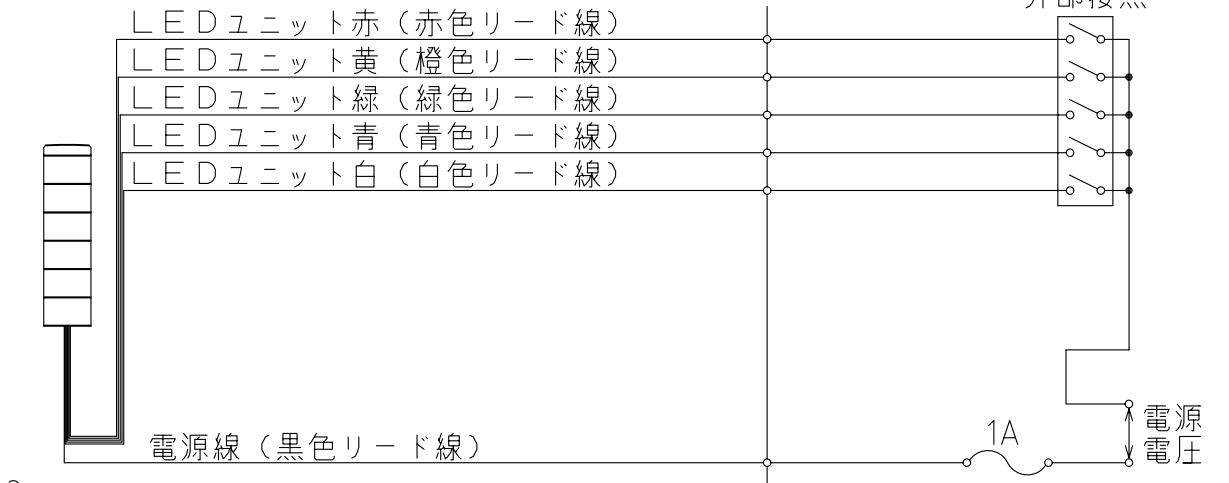 LEDユニット赤(赤色リード線)
LEDユニット黄(橙色リード線)
LEDユニット緑(緑色リード線)
LEDユニット青(青色リード線)
LEDユニット白(白色リード線)
電源線(黒色リード線)
1A
電源
電圧